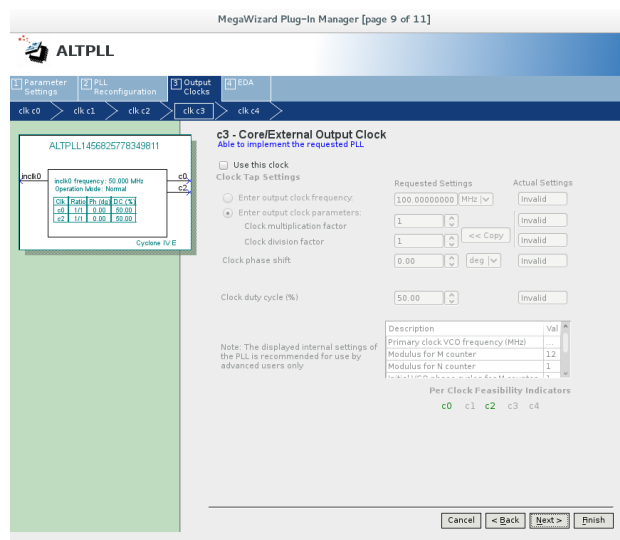 MegaWizard Plug-In Manager [page 9 of 11]
ALTPLL
1 Parameter Settings
2 PLL Reconfiguration
3 Output Clocks
4 EDA
clk c0
clk c1
clk c2
clk c3
clk c4
ALTPLL1456825778349811
inclk0
c0
c2
inclk0 frequency: 50.000 MHz
Operation Mode: Normal
Clk Ratio Ph (dg) DC (%)
c0 1/1 0.00 50.00
c2 1/1 0.00 50.00
Cyclone IV E
c3 - Core/External Output Clock
Able to implement the requested PLL
Use this clock
Clock Tap Settings
Requested Settings
Actual Settings
Enter output clock frequency:
100.00000000 MHz
Invalid
Enter output clock parameters:
Clock multiplication factor
1
Invalid
<< Copy
Clock division factor
1
Invalid
Clock phase shift
0.00
deg
Invalid
Clock duty cycle (%)
50.00
Invalid
Note: The displayed internal settings of
the PLL is recommended for use by
advanced users only
Description Val
Primary clock VCO frequency (MHz) ...
Modulus for M counter 12
Modulus for N counter 1
Per Clock Feasibility Indicators
c0 c1 c2 c3 c4
Cancel
< Back
Next >
Finish